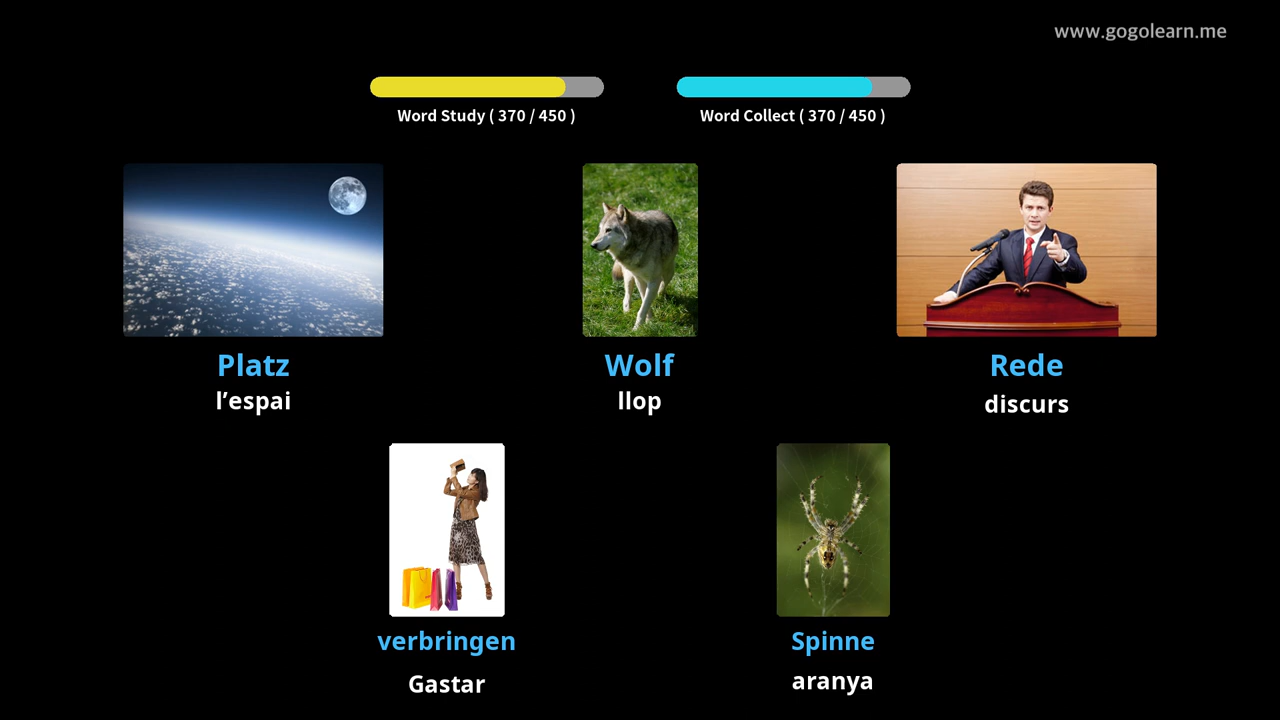 www.gogolearn.me
Word Study ( 370 / 450 )
Word Collect ( 370 / 450 )
Platz
l’espai
Wolf
llop
Rede
discurs
verbringen
Gastar
Spinne
aranya